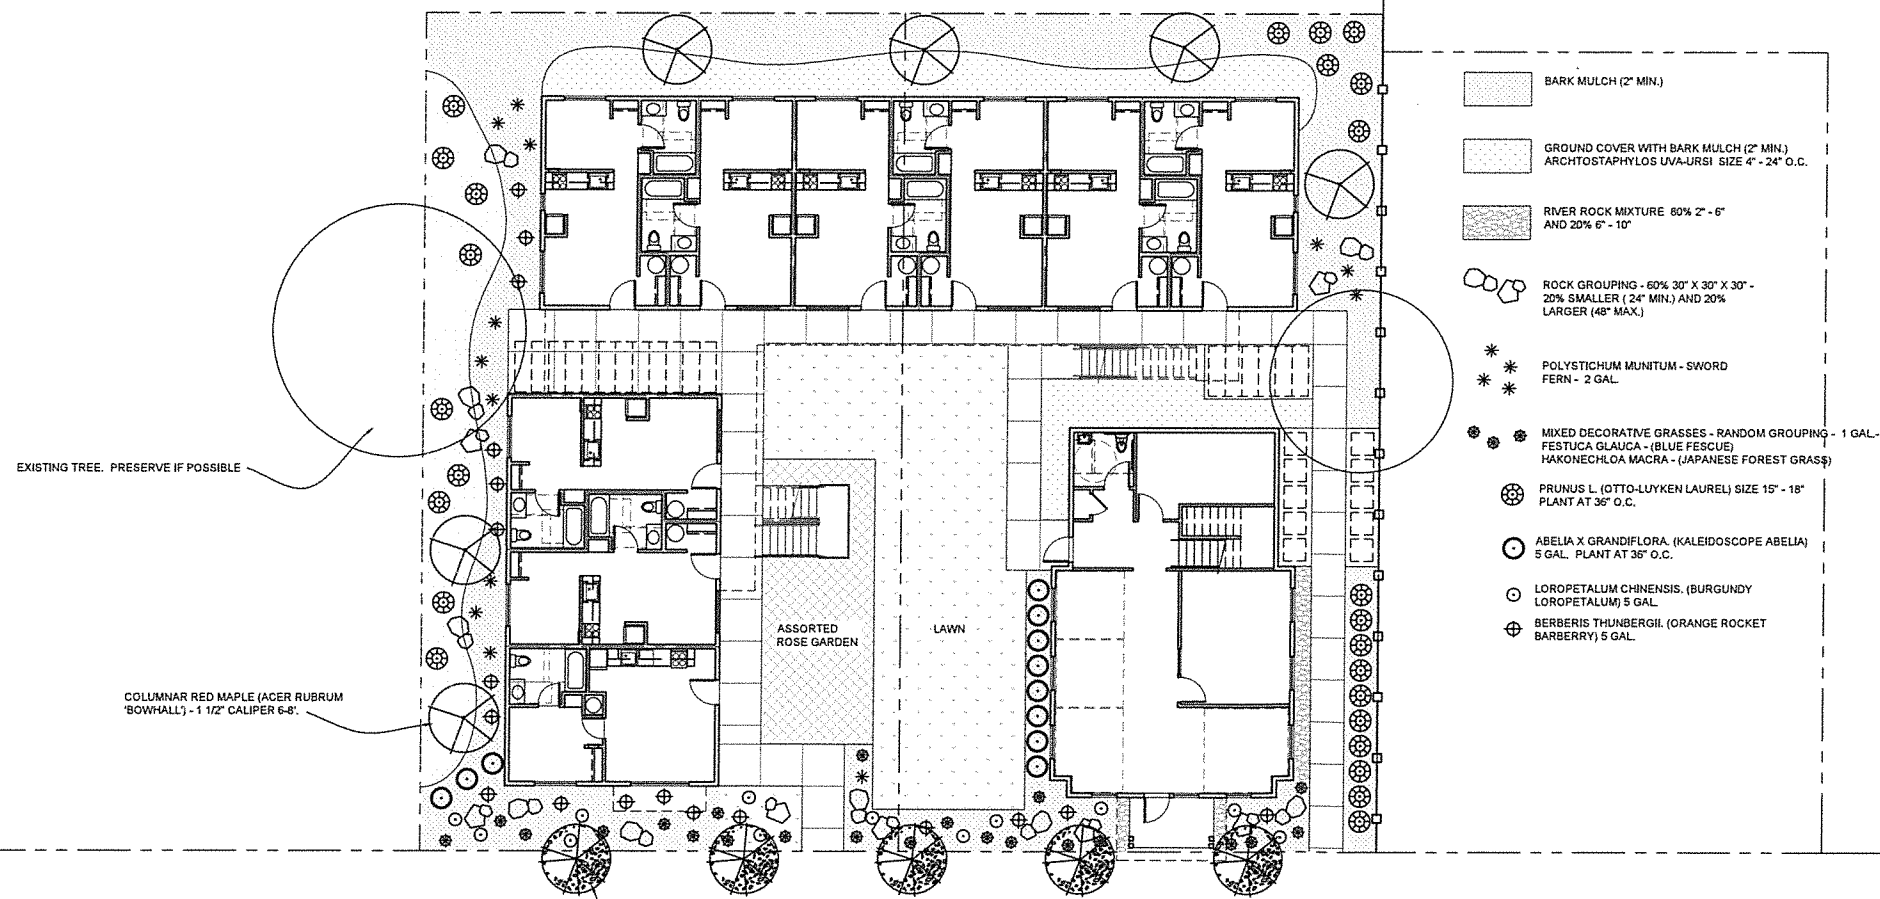 BARK MULCH (2" MIN.)
GROUND COVER WITH BARK MULCH (2" MIN.)
ARCHTOSTAPHYLOS UVA-URSI SIZE 4" - 24" O.C.
RIVER ROCK MIXTURE 80% 2" - 6"
AND 20% 6" - 10"
ROCK GROUPING - 60% 30" X 30" X 30" -
20% SMALLER ( 24" MIN.) AND 20%
LARGER (48" MAX.)
POLYSTICHUM MUNITUM - SWORD
FERN - 2 GAL.
MIXED DECORATIVE GRASSES - RANDOM GROUPING - 1 GAL.-
FESTUCA GLAUCA - (BLUE FESCUE)
HAKONECHLOA MACRA - (JAPANESE FOREST GRASS)
PRUNUS L. (OTTO-LUYKEN LAUREL) SIZE 15" - 18"
PLANT AT 36" O.C.
ABELIA X GRANDIFLORA. (KALEIDOSCOPE ABELIA)
5 GAL. PLANT AT 36" O.C.
LOROPETALUM CHINENSIS. (BURGUNDY
LOROPETALUM) 5 GAL.
BERBERIS THUNBERGII. (ORANGE ROCKET
BARBERRY) 5 GAL.
EXISTING TREE. PRESERVE IF POSSIBLE
ASSORTED
ROSE GARDEN
LAWN
COLUMNAR RED MAPLE (ACER RUBRUM
'BOWHALL') - 1 1/2" CALIPER 6-8'.